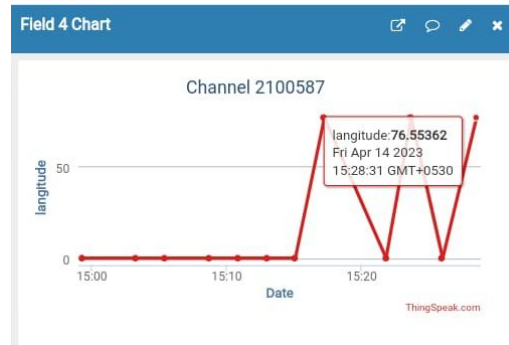 Field 4 Chart
Channel 2100587
langitude:76.55362
Fri Apr 14 2023
15:28:31 GMT+0530
langitude
50
0
15:00
15:10
15:20
Date
ThingSpeak.com